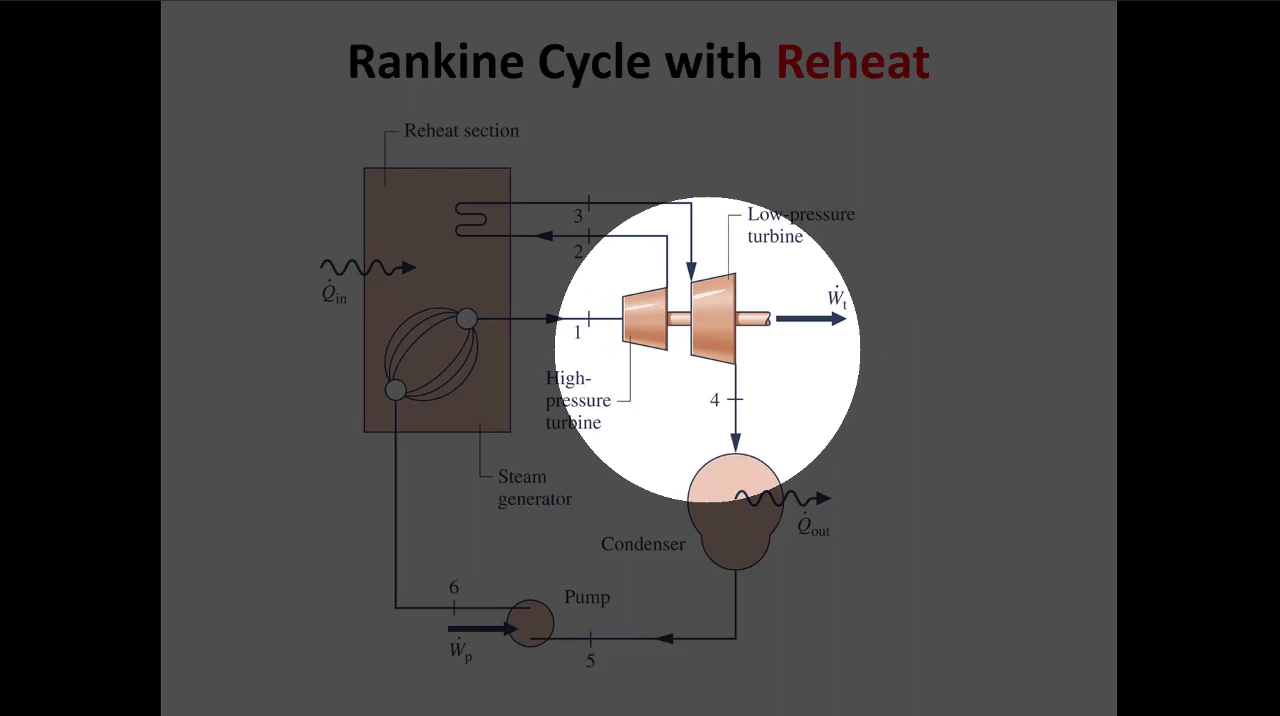 Rankine Cycle with Reheat
Reheat section
3
Low-pressure
turbine
2
Q̇in
Ẇt
1
High-
pressure
turbine
4
Steam
generator
Q̇out
Condenser
6
Pump
Ẇp
5